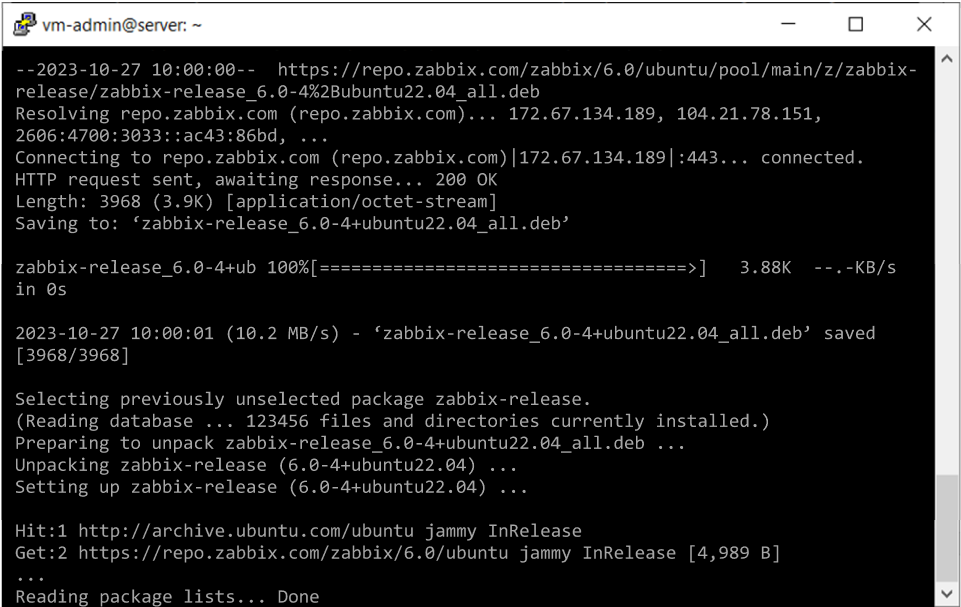 vm-admin@server: ~
--2023-10-27 10:00:00--  https://repo.zabbix.com/zabbix/6.0/ubuntu/pool/main/z/zabbix-
release/zabbix-release_6.0-4%2Bubuntu22.04_all.deb
Resolving repo.zabbix.com (repo.zabbix.com)... 172.67.134.189, 104.21.78.151,
2606:4700:3033::ac43:86bd, ...
Connecting to repo.zabbix.com (repo.zabbix.com)|172.67.134.189|:443... connected.
HTTP request sent, awaiting response... 200 OK
Length: 3968 (3.9K) [application/octet-stream]
Saving to: ‘zabbix-release_6.0-4+ubuntu22.04_all.deb’
zabbix-release_6.0-4+ub 100%[===================================>]   3.88K  --.-KB/s
in 0s
2023-10-27 10:00:01 (10.2 MB/s) - ‘zabbix-release_6.0-4+ubuntu22.04_all.deb’ saved
[3968/3968]
Selecting previously unselected package zabbix-release.
(Reading database ... 123456 files and directories currently installed.)
Preparing to unpack zabbix-release_6.0-4+ubuntu22.04_all.deb ...
Unpacking zabbix-release (6.0-4+ubuntu22.04) ...
Setting up zabbix-release (6.0-4+ubuntu22.04) ...
Hit:1 http://archive.ubuntu.com/ubuntu jammy InRelease
Get:2 https://repo.zabbix.com/zabbix/6.0/ubuntu jammy InRelease [4,989 B]
...
Reading package lists... Done